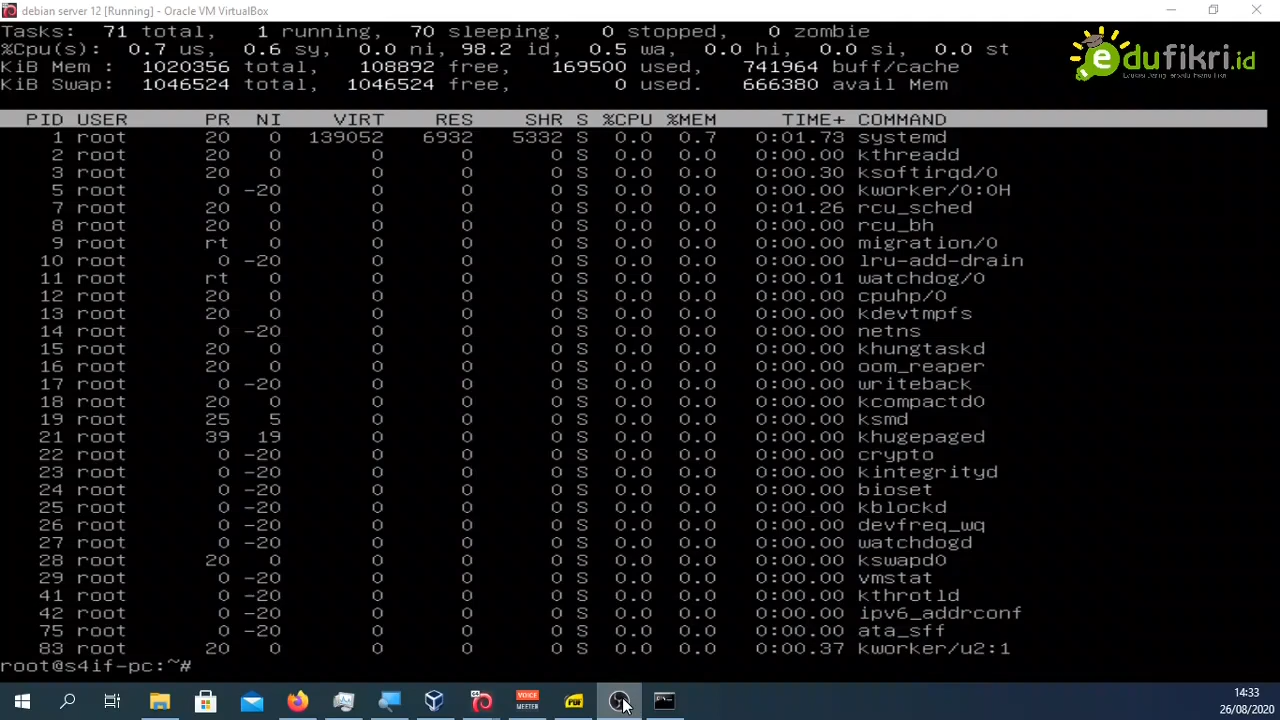 debian server 12 [Running] - Oracle VM VirtualBox
Tasks: 71 total, 1 running, 70 sleeping, 0 stopped, 0 zombie
%Cpu(s): 0.7 us, 0.6 sy, 0.0 ni, 98.2 id, 0.5 wa, 0.0 hi, 0.0 si, 0.0 st
KiB Mem : 1020356 total, 108892 free, 169500 used, 741964 buff/cache
KiB Swap: 1046524 total, 1046524 free, 0 used. 666380 avail Mem
edufikri.id
PID USER PR NI VIRT RES SHR S %CPU %MEM TIME+ COMMAND
1 root 20 0 139052 6932 5332 S 0.0 0.7 0:01.73 systemd
2 root 20 0 0 0 0 S 0.0 0.0 0:00.00 kthreadd
3 root 20 0 0 0 0 S 0.0 0.0 0:00.30 ksoftirqd/0
5 root 0 -20 0 0 0 S 0.0 0.0 0:00.00 kworker/0:0H
7 root 20 0 0 0 0 S 0.0 0.0 0:01.26 rcu_sched
8 root 20 0 0 0 0 S 0.0 0.0 0:00.00 rcu_bh
9 root rt 0 0 0 0 S 0.0 0.0 0:00.00 migration/0
10 root 0 -20 0 0 0 S 0.0 0.0 0:00.00 lru-add-drain
11 root rt 0 0 0 0 S 0.0 0.0 0:00.01 watchdog/0
12 root 20 0 0 0 0 S 0.0 0.0 0:00.00 cpuhp/0
13 root 20 0 0 0 0 S 0.0 0.0 0:00.00 kdevtmpfs
14 root 0 -20 0 0 0 S 0.0 0.0 0:00.00 netns
15 root 20 0 0 0 0 S 0.0 0.0 0:00.00 khungtaskd
16 root 20 0 0 0 0 S 0.0 0.0 0:00.00 oom_reaper
17 root 0 -20 0 0 0 S 0.0 0.0 0:00.00 writeback
18 root 20 0 0 0 0 S 0.0 0.0 0:00.00 kcompactd0
19 root 25 5 0 0 0 S 0.0 0.0 0:00.00 ksmd
21 root 39 19 0 0 0 S 0.0 0.0 0:00.00 khugepaged
22 root 0 -20 0 0 0 S 0.0 0.0 0:00.00 crypto
23 root 0 -20 0 0 0 S 0.0 0.0 0:00.00 kintegrityd
24 root 0 -20 0 0 0 S 0.0 0.0 0:00.00 bioset
25 root 0 -20 0 0 0 S 0.0 0.0 0:00.00 kblockd
26 root 0 -20 0 0 0 S 0.0 0.0 0:00.00 devfreq_wq
27 root 0 -20 0 0 0 S 0.0 0.0 0:00.00 watchdogd
28 root 20 0 0 0 0 S 0.0 0.0 0:00.00 kswapd0
29 root 0 -20 0 0 0 S 0.0 0.0 0:00.00 vmstat
41 root 0 -20 0 0 0 S 0.0 0.0 0:00.00 kthrotld
42 root 0 -20 0 0 0 S 0.0 0.0 0:00.00 ipv6_addrconf
75 root 0 -20 0 0 0 S 0.0 0.0 0:00.00 ata_sff
83 root 20 0 0 0 0 S 0.0 0.0 0:00.37 kworker/u2:1
root@s4if-pc:~#
VOICE
MEETER
14:33
26/08/2020